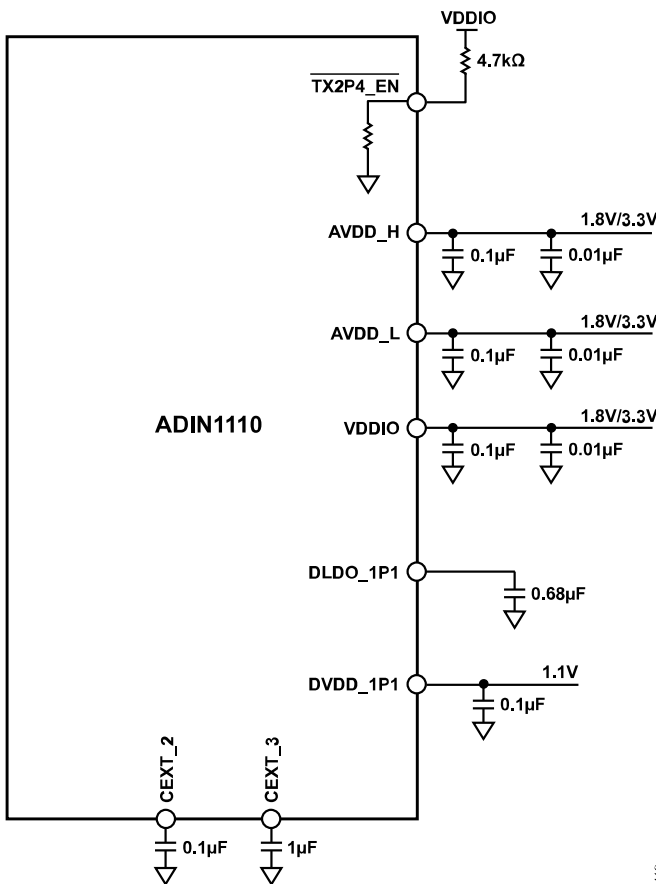 VDDIO
4.7kΩ
TX2P4_EN
AVDD_H
1.8V/3.3V
0.1µF
0.01µF
AVDD_L
1.8V/3.3V
0.1µF
0.01µF
ADIN1110
VDDIO
1.8V/3.3V
0.1µF
0.01µF
DLDO_1P1
0.68µF
DVDD_1P1
1.1V
0.1µF
CEXT_2
CEXT_3
0.1µF
1µF